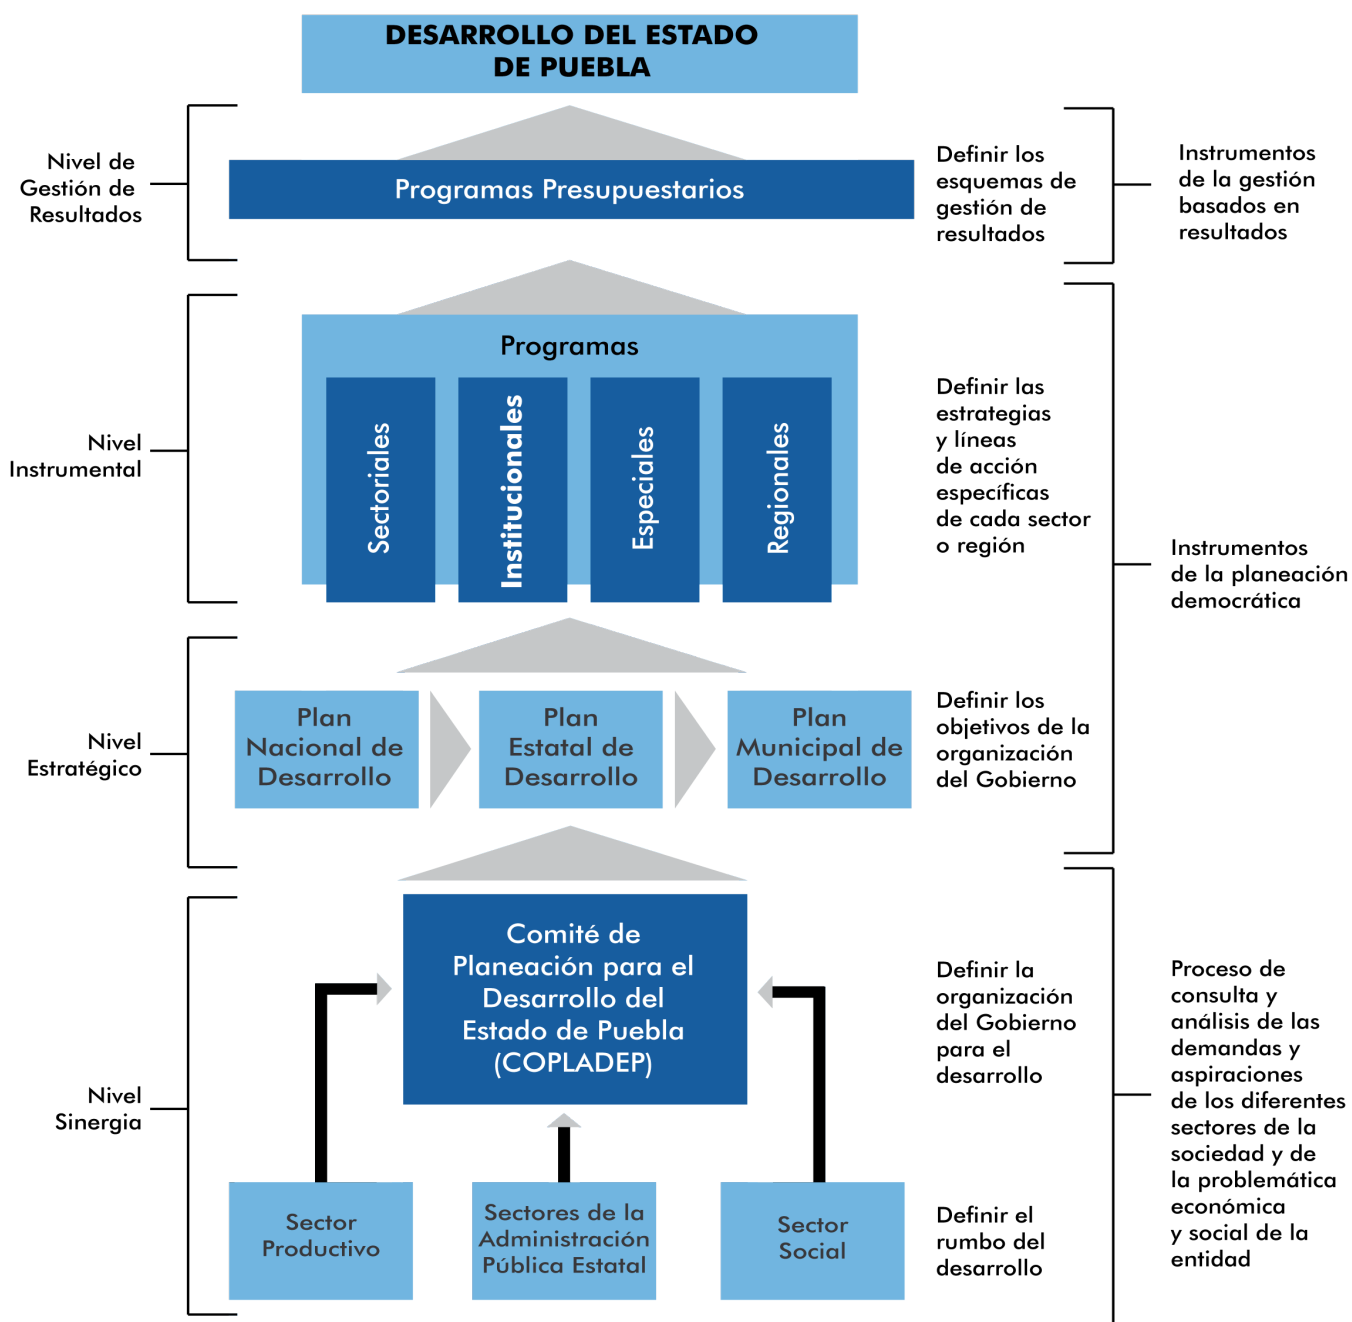 DESARROLLO DEL ESTADO
DE PUEBLA
Nivel de
Gestión de
Resultados
Programas Presupuestarios
Definir los
esquemas de
gestión de
resultados
Instrumentos
de la gestión
basados en
resultados
Nivel
Instrumental
Programas
Sectoriales
Institucionales
Especiales
Regionales
Definir las
estrategias
y líneas
de acción
específicas
de cada sector
o región
Instrumentos
de la planeación
democrática
Nivel
Estratégico
Plan
Nacional de
Desarrollo
Plan
Estatal de
Desarrollo
Plan
Municipal de
Desarrollo
Definir los
objetivos de la
organización
del Gobierno
Nivel
Sinergia
Comité de
Planeación para el
Desarrollo del
Estado de Puebla
(COPLADEP)
Definir la
organización
del Gobierno
para el
desarrollo
Proceso de
consulta y
análisis de las
demandas y
aspiraciones
de los diferentes
sectores de la
sociedad y de
la problemática
económica
y social de la
entidad
Sector
Productivo
Sectores de la
Administración
Pública Estatal
Sector
Social
Definir el
rumbo del
desarrollo